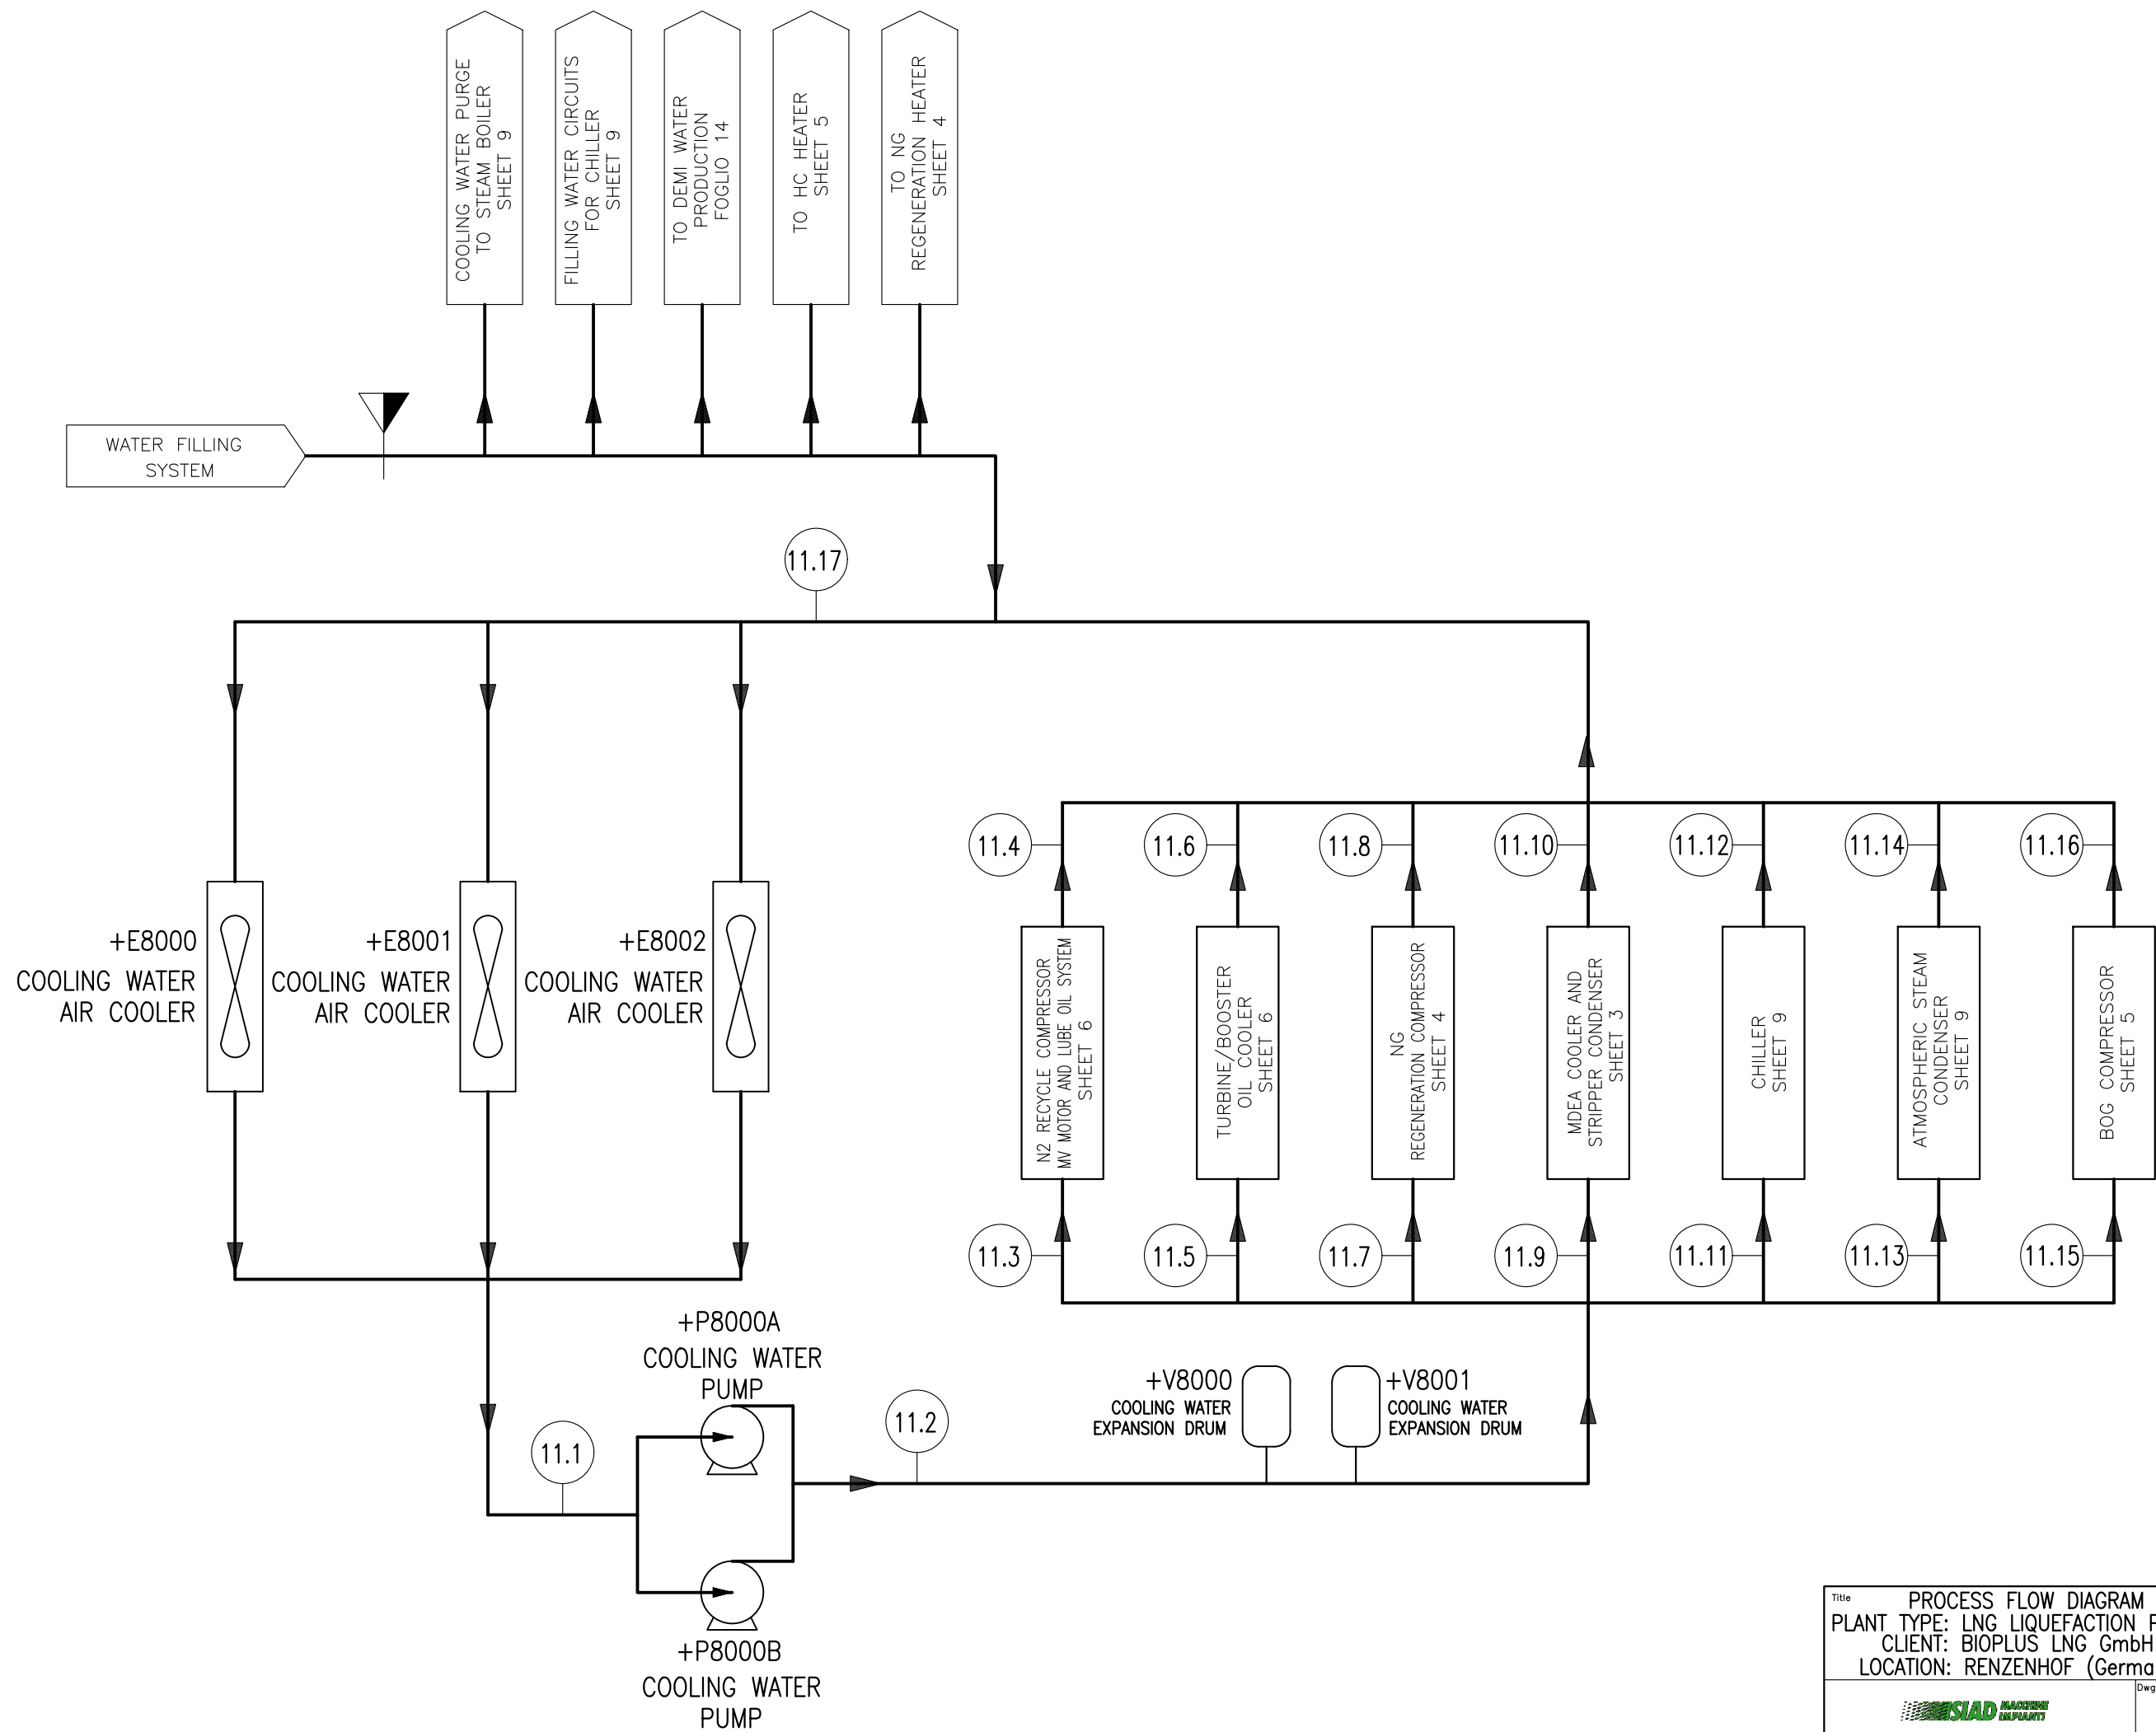 COOLING WATER PURGE
TO STEAM BOILER
SHEET 9
FILLING WATER CIRCUITS
FOR CHILLER
SHEET 9
TO DEMI WATER
PRODUCTION
FOGLIO 14
TO HC HEATER
SHEET 5
TO NG
REGENERATION HEATER
SHEET 4
WATER FILLING
SYSTEM
11.17
11.4
11.6
11.8
11.10
11.12
11.14
11.16
+E8000
COOLING WATER
AIR COOLER
+E8001
COOLING WATER
AIR COOLER
+E8002
COOLING WATER
AIR COOLER
N2 RECYCLE COMPRESSOR
MV MOTOR AND LUBE OIL SYSTEM
SHEET 6
TURBINE/BOOSTER
OIL COOLER
SHEET 6
NG
REGENERATION COMPRESSOR
SHEET 4
MDEA COOLER AND
STRIPPER CONDENSER
SHEET 3
CHILLER
SHEET 9
ATMOSPHERIC STEAM
CONDENSER
SHEET 9
BOG COMPRESSOR
SHEET 5
11.3
11.5
11.7
11.9
11.11
11.13
11.15
+P8000A
COOLING WATER
PUMP
11.1
11.2
+V8000
COOLING WATER
EXPANSION DRUM
+V8001
COOLING WATER
EXPANSION DRUM
+P8000B
COOLING WATER
PUMP
Title
PROCESS FLOW DIAGRAM
PLANT TYPE: LNG LIQUEFACTION
CLIENT: BIOPLUS LNG GmbH
LOCATION: RENZENHOF (Germa
SIAD MACCHINE
IMPIANTI
Dwg